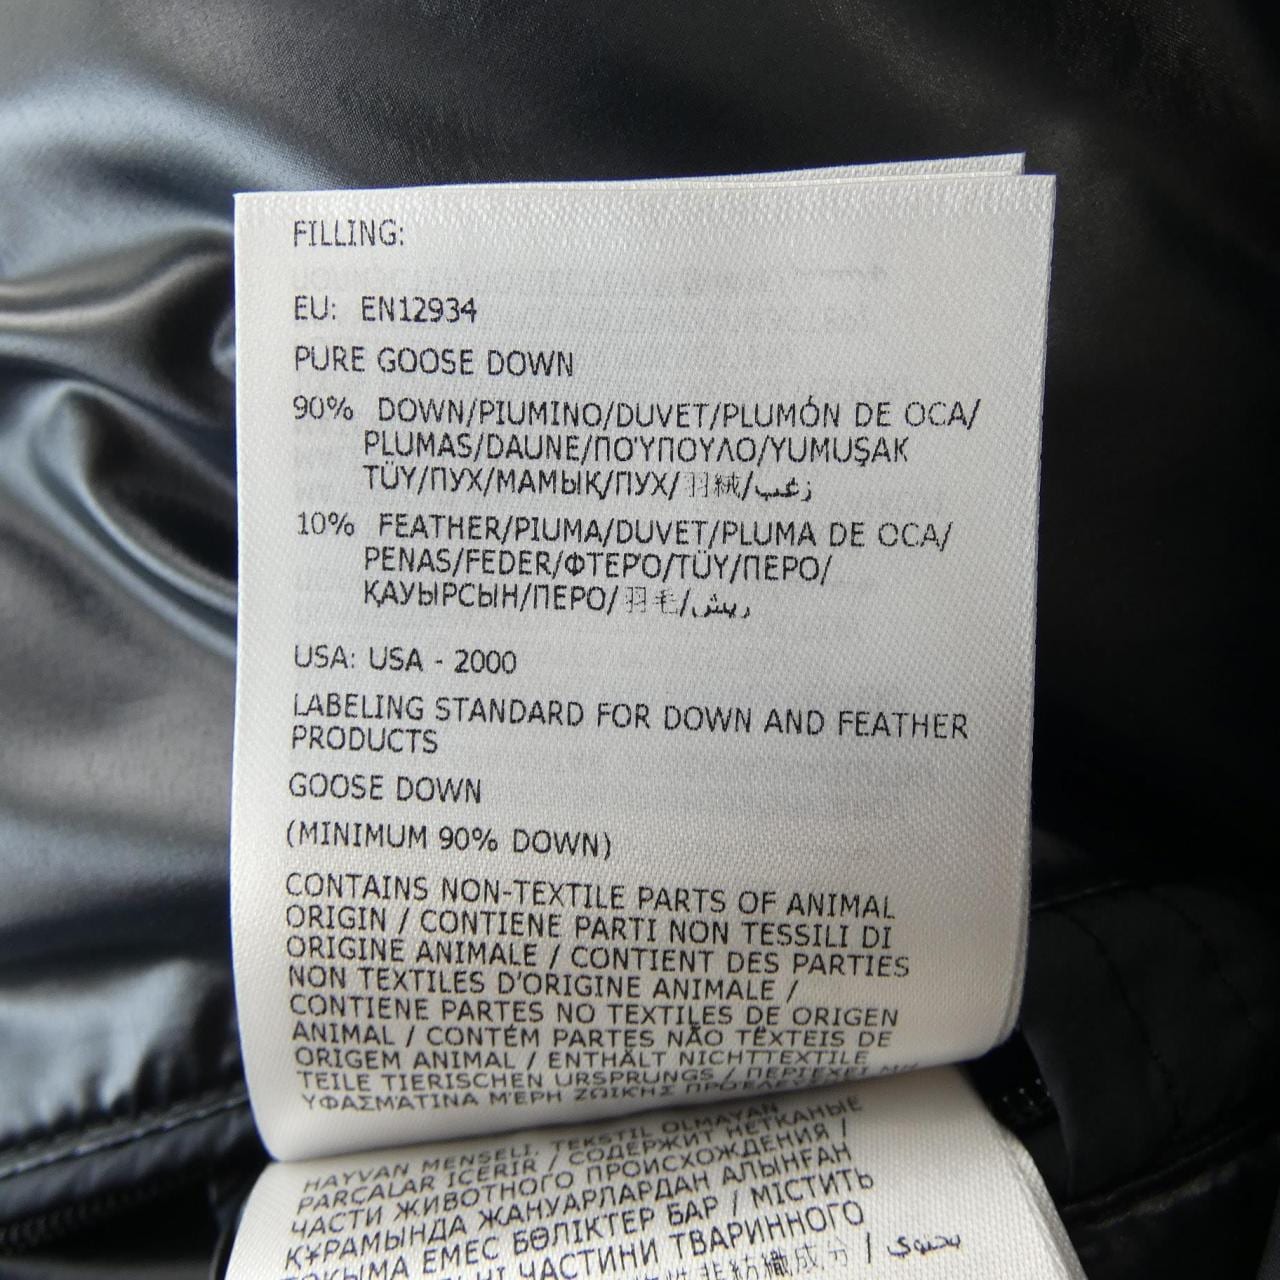 FILLING:
EU: EN12934
PURE GOOSE DOWN
90% DOWN/PIUMINO/DUVET/PLUMÓN DE OCA/
PLUMAS/DAUNE/ΠΟΎΠΟΥΛΟ/YUMUŞAK
TÜY/ПУХ/МАМЫҚ/ПУХ/羽絨/زغب
10% FEATHER/PIUMA/DUVET/PLUMA DE OCA/
PENAS/FEDER/ΦΤΕΡΌ/TÜY/ПЕРО/
ҚАУЫРСЫН/ПЕРО/羽毛/ريش
USA: USA - 2000
LABELING STANDARD FOR DOWN AND FEATHER
PRODUCTS
GOOSE DOWN
(MINIMUM 90% DOWN)
CONTAINS NON-TEXTILE PARTS OF ANIMAL
ORIGIN / CONTIENE PARTI NON TESSILI DI
ORIGINE ANIMALE / CONTIENT DES PARTIES
NON TEXTILES D'ORIGINE ANIMALE /
CONTIENE PARTES NO TEXTILES DE ORIGEN
ANIMAL / CONTÉM PARTES NÃO TÊXTEIS DE
ORIGEM ANIMAL / ENTHÄLT NICHTTEXTILE
TEILE TIERISCHEN URSPRUNGS / ΠΕΡΙΈΧΕΙ ΜΗ
ΥΦΑΣΜΆΤΙΝΑ ΜΈΡΗ ΖΩΙΚΉΣ ΠΡΟΈΛΕΥΣΗΣ
HAYVAN MENŞELİ, TEKSTİL OLMAYAN
PARÇALAR İÇERİR / СОДЕРЖИТ НЕТКАНЫЕ
ЧАСТИ ЖИВОТНОГО ПРОИСХОЖДЕНИЯ /
ҚҰРАМЫНДА ЖАНУАРЛАРДАН АЛЫНҒАН
ТОҚЫМА ЕМЕС БӨЛІКТЕР БАР / МІСТИТЬ
ЧАСТИНИ ТВАРИННОГО
非紡織成分 / يحتوي